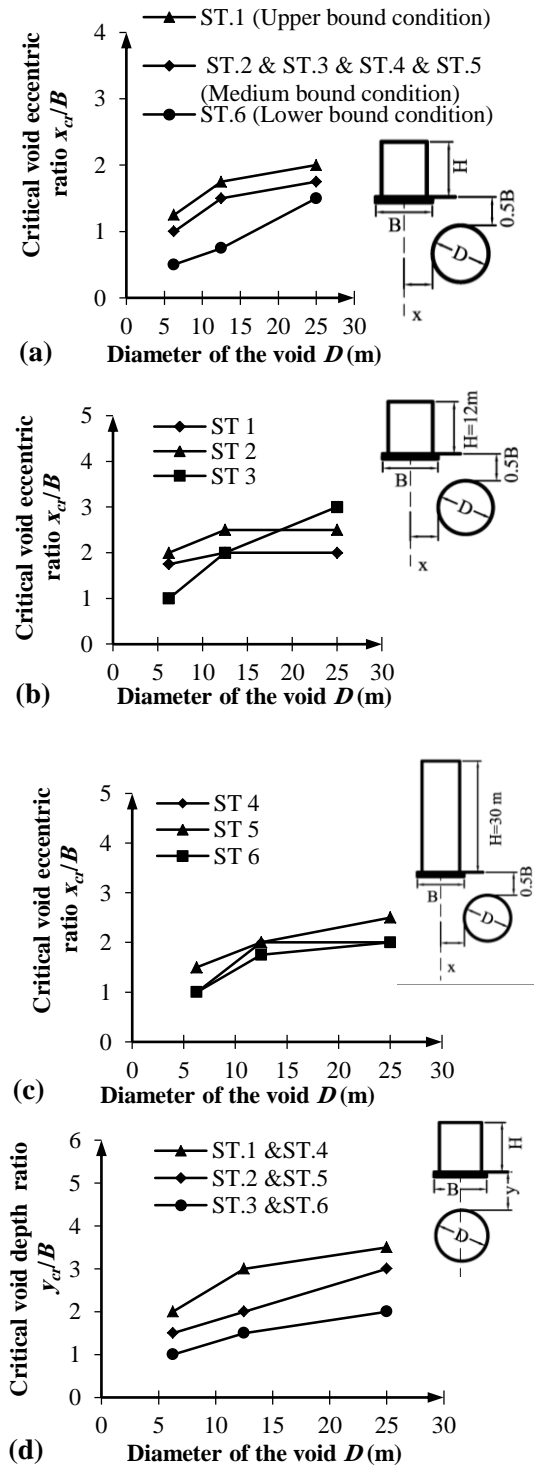 ST.1 (Upper bound condition)
ST.2 & ST.3 & ST.4 & ST.5
(Medium bound condition)
ST.6 (Lower bound condition)
Critical void eccentric
ratio xcr/B
4
3
2
1
0
0 5 10 15 20 25 30
Diameter of the void D (m)
(a)
H
B
0.5B
D
x
ST 1
ST 2
ST 3
Critical void eccentric
ratio xcr/B
5
4
3
2
1
0
0 5 10 15 20 25 30
Diameter of the void D (m)
(b)
H=12m
B
0.5B
D
x
ST 4
ST 5
ST 6
Critical void eccentric
ratio xcr/B
5
4
3
2
1
0
0 5 10 15 20 25 30
Diameter of the void D (m)
(c)
H=30 m
B
0.5B
D
x
ST.1 &ST.4
ST.2 &ST.5
ST.3 &ST.6
Critical void depth ratio
ycr/B
6
5
4
3
2
1
0
0 5 10 15 20 25 30
Diameter of the void D (m)
(d)
H
B
y
D